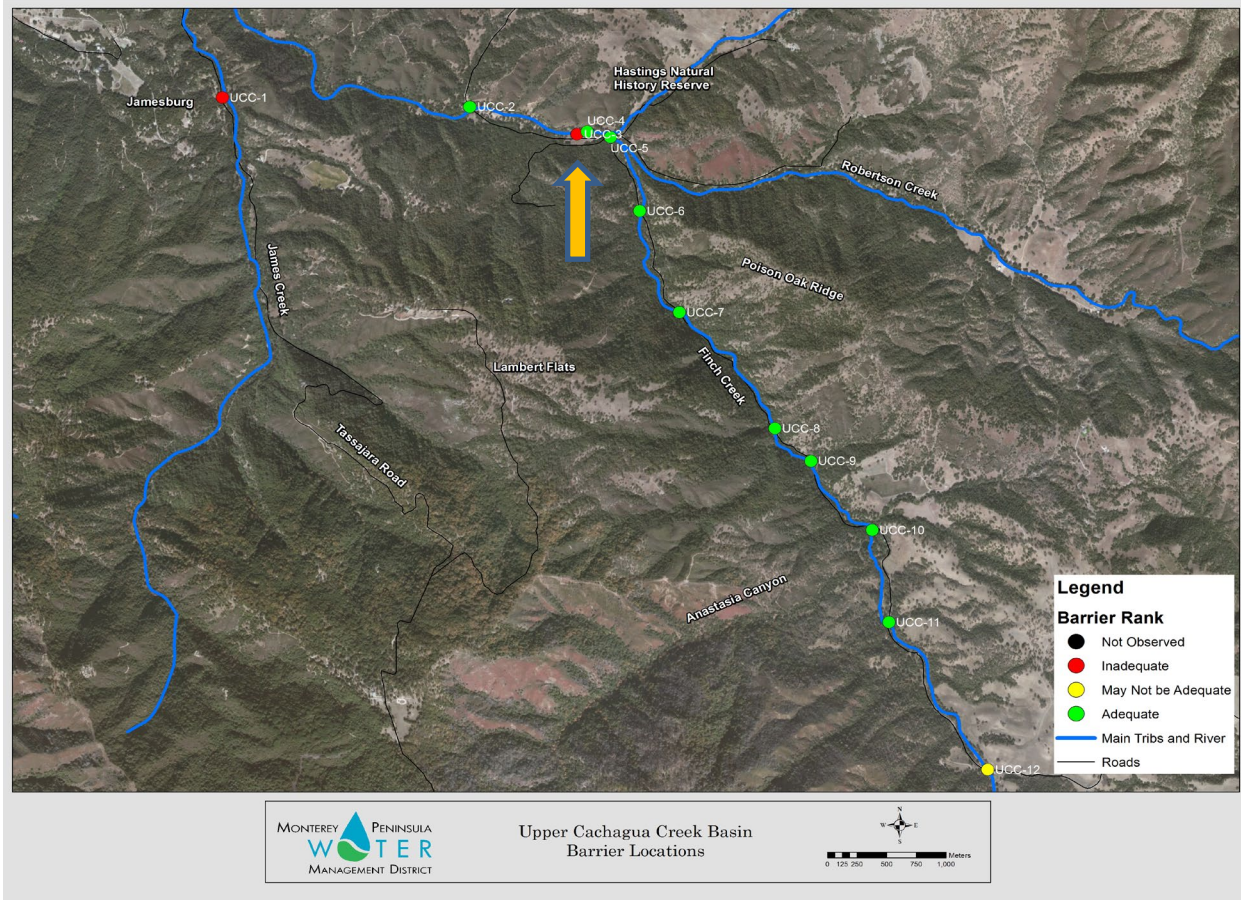 Hastings Natural
History Reserve
Jamesburg
UCC-1
UCC-2
UCC-4
UCC-3
UCC-5
Robertson Creek
UCC-6
James Creek
Poison Oak Ridge
UCC-7
Lambert Flats
Finch Creek
Tassajara Road
UCC-8
UCC-9
UCC-10
Anastasia Canyon
UCC-11
UCC-12
Legend
Barrier Rank
Not Observed
Inadequate
May Not be Adequate
Adequate
Main Tribs and River
Roads
MONTEREY PENINSULA
WATER
MANAGEMENT DISTRICT
Upper Cachagua Creek Basin
Barrier Locations
N
W E
S
0 125 250 500 750 1,000 Meters